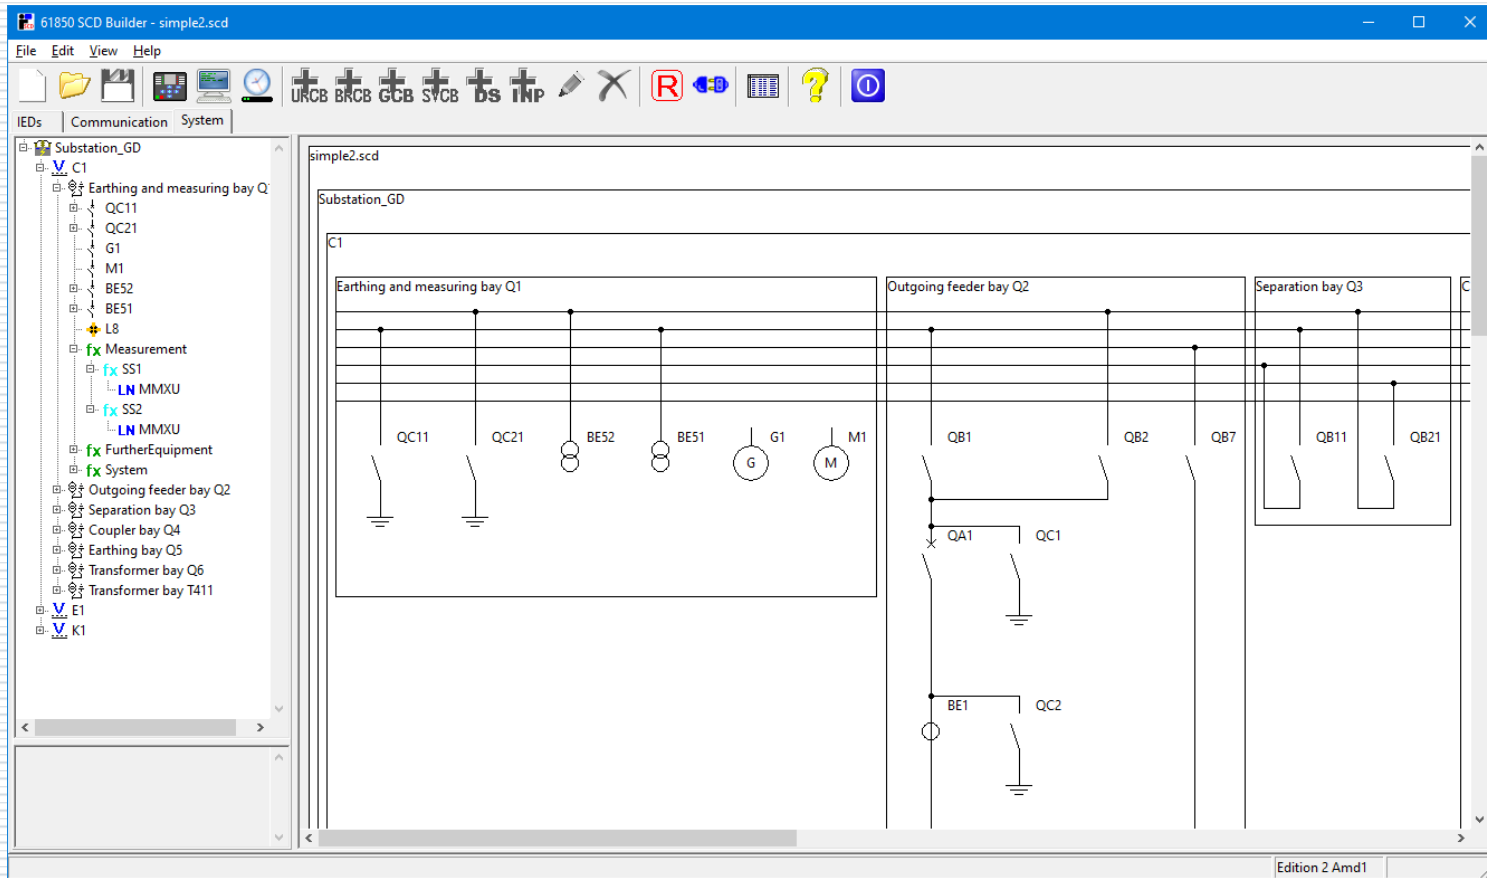 61850 SCD Builder - simple2.scd
File Edit View Help
URCB BRCB GCB SVCB DS INP R
IEDs Communication System
Substation_GD
C1
Earthing and measuring bay Q
QC11
QC21
G1
M1
BE52
BE51
L8
fx Measurement
fx SS1
LN MMXU
fx SS2
LN MMXU
fx FurtherEquipment
fx System
Outgoing feeder bay Q2
Separation bay Q3
Coupler bay Q4
Earthing bay Q5
Transformer bay Q6
Transformer bay T411
V E1
V K1
simple2.scd
Substation_GD
C1
Earthing and measuring bay Q1
Outgoing feeder bay Q2
Separation bay Q3
C
QC11 QC21 BE52 BE51 G1 M1 QB1 QB2 QB7 QB11 QB21
G M
QA1 QC1
BE1 QC2
Edition 2 Amd1